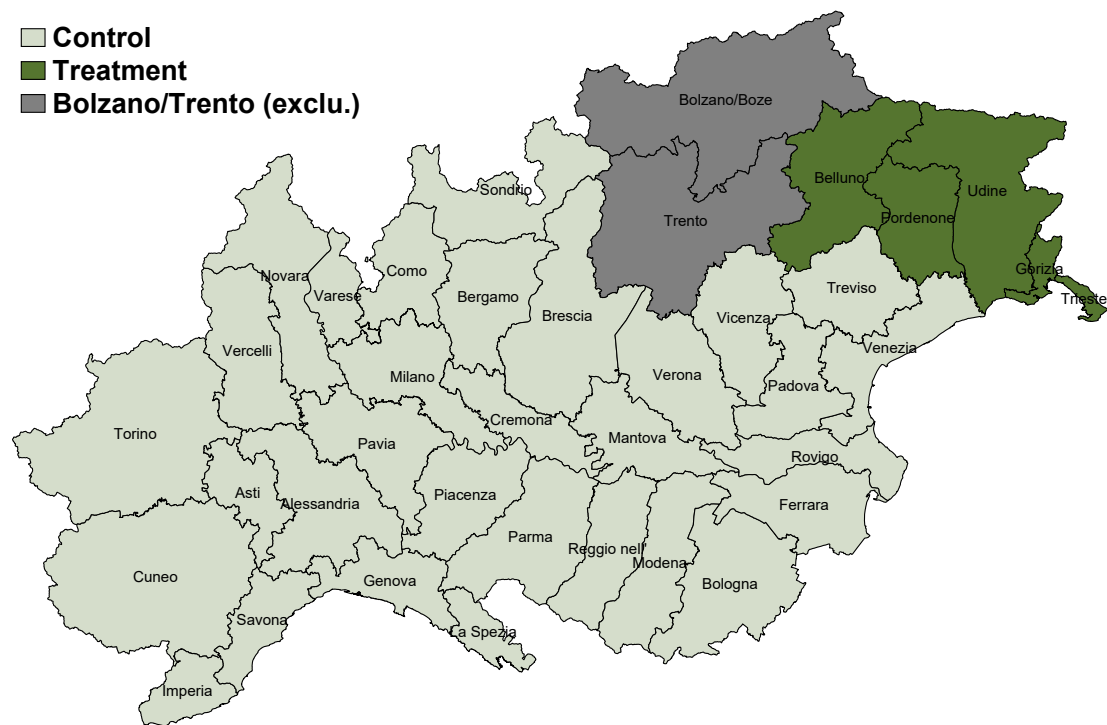 Control
Treatment
Bolzano/Trento (exclu.)
Bolzano/Boze
Sondrio
Belluno
Udine
Trento
Pordenone
Novara
Varese
Como
Bergamo
Brescia
Vicenza
Treviso
Gorizia
Trieste
Vercelli
Milano
Verona
Padova
Venezia
Torino
Pavia
Cremona
Mantova
Rovigo
Asti
Alessandria
Piacenza
Ferrara
Parma
Reggio nell'
Modena
Cuneo
Genova
Bologna
Savona
La Spezia
Imperia